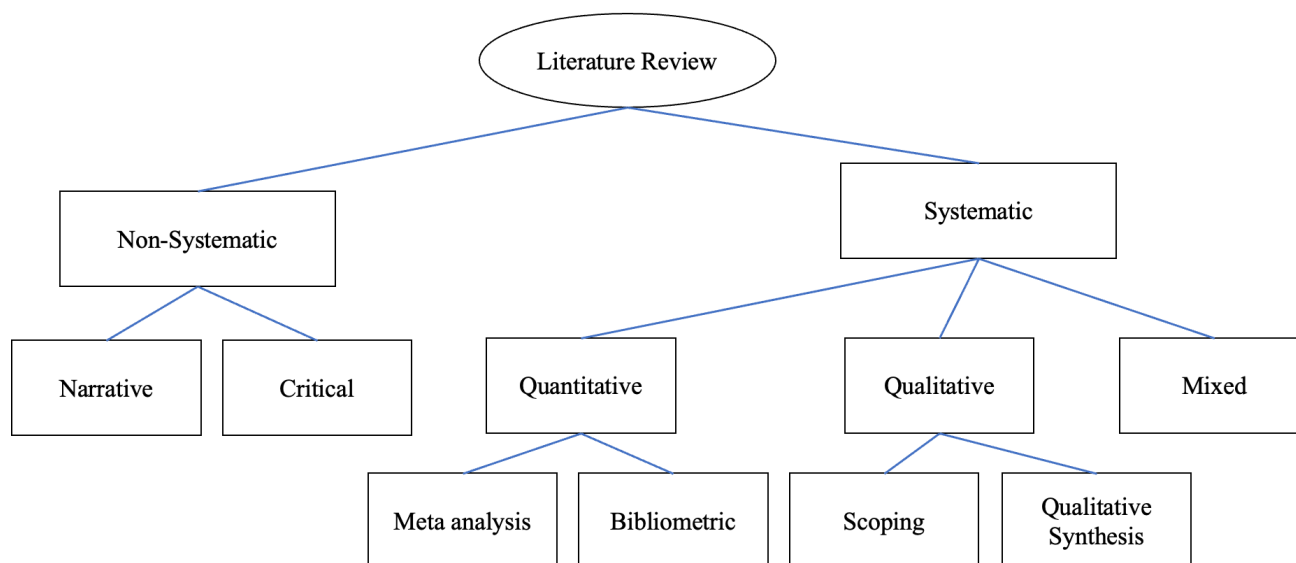 Literature Review
Systematic
Non-Systematic
Narrative
Critical
Quantitative
Qualitative
Mixed
Meta analysis
Bibliometric
Scoping
Qualitative
Synthesis